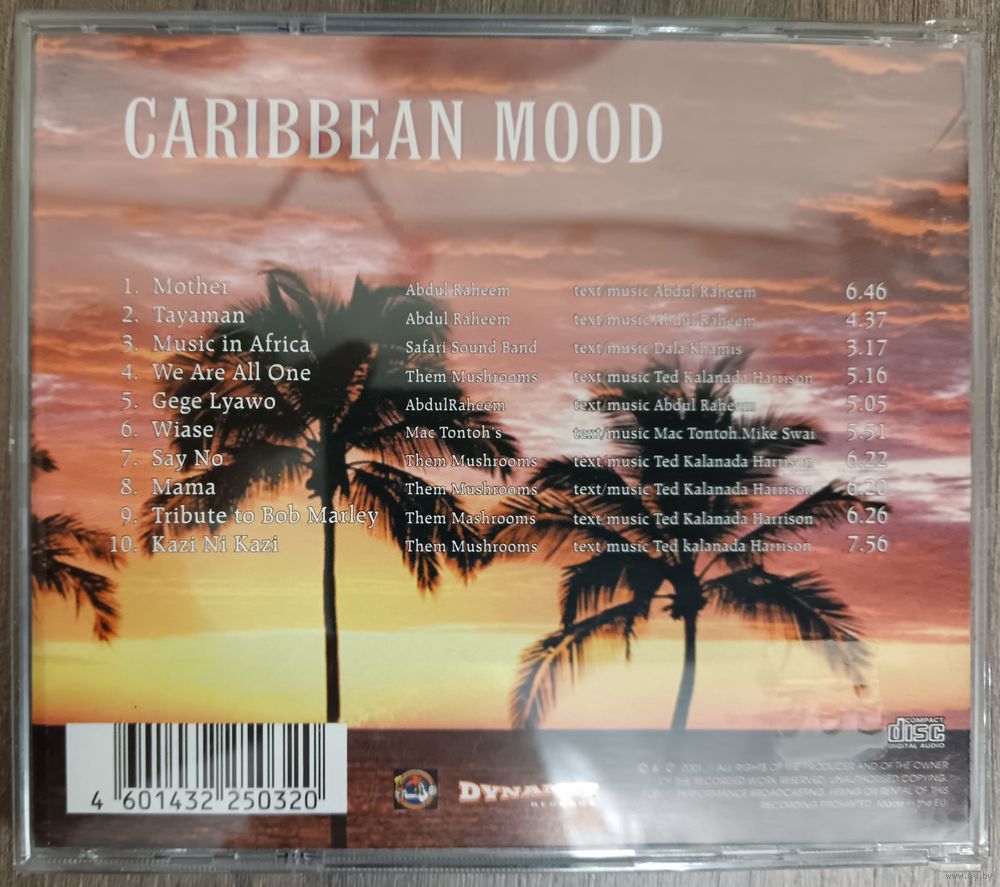 CARIBBEAN MOOD
1. Mother Abdul Raheem text/music Abdul Raheem 6.46
2. Tayaman Abdul Raheem text/music Abdul Raheem 4.37
3. Music in Africa Safari Sound Band text/music Dala Khamis 3.17
4. We Are All One Them Mushrooms text/music Ted Kalanada Harrison 5.16
5. Gege Lyawo AbdulRaheem text/music Abdul Raheem 5.05
6. Wiase Mac Tontoh's text/music Mac Tontoh.Mike Swai 5.51
7. Say No Them Mushrooms text/music Ted Kalanada Harrison 6.22
8. Mama Them Mushrooms text/music Ted Kalanada Harrison 6.20
9. Tribute to Bob Marley Them Mashrooms text/music Ted Kalanada Harrison 6.26
10. Kazi Ni Kazi Them Mushrooms text/music Ted kalanada Harrison 7.56
COMPACT
disc
DIGITAL AUDIO
4 601432 250320
RECORDS
℗ & © 2001 ALL RIGHTS OF THE PRODUCER AND OF THE OWNER
OF THE RECORDED WORK RESERVED. COPYING,
PUBLIC PERFORMANCE BROADCASTING, HIRING OR RENTAL OF THIS
RECORDING PROHIBITED. Made in the EU.
www.ay.by